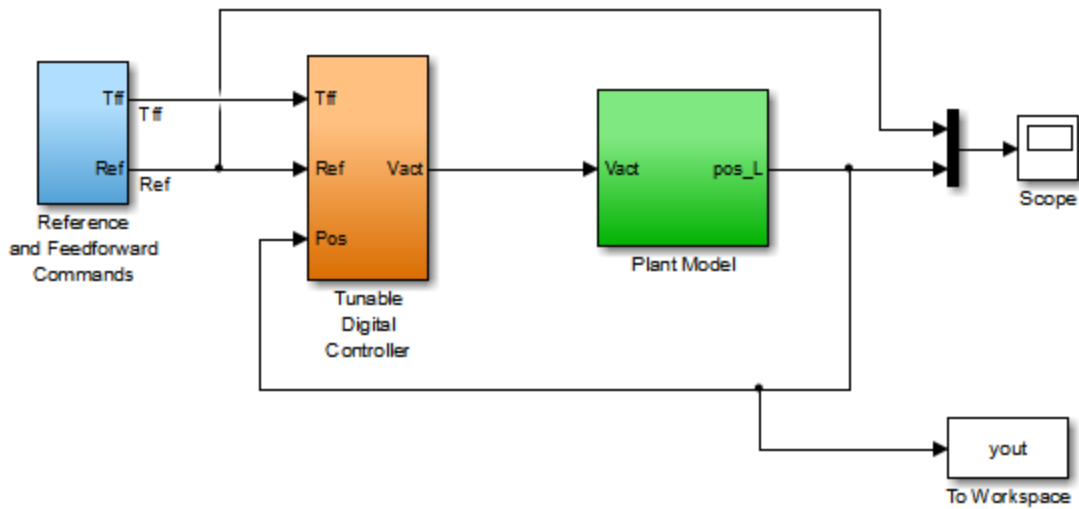 Tff
Tff
Ref
Ref
Reference
and Feedforward
Commands
Tff
Ref
Vact
Pos
Tunable
Digital
Controller
Vact
pos_L
Plant Model
Scope
yout
To Workspace